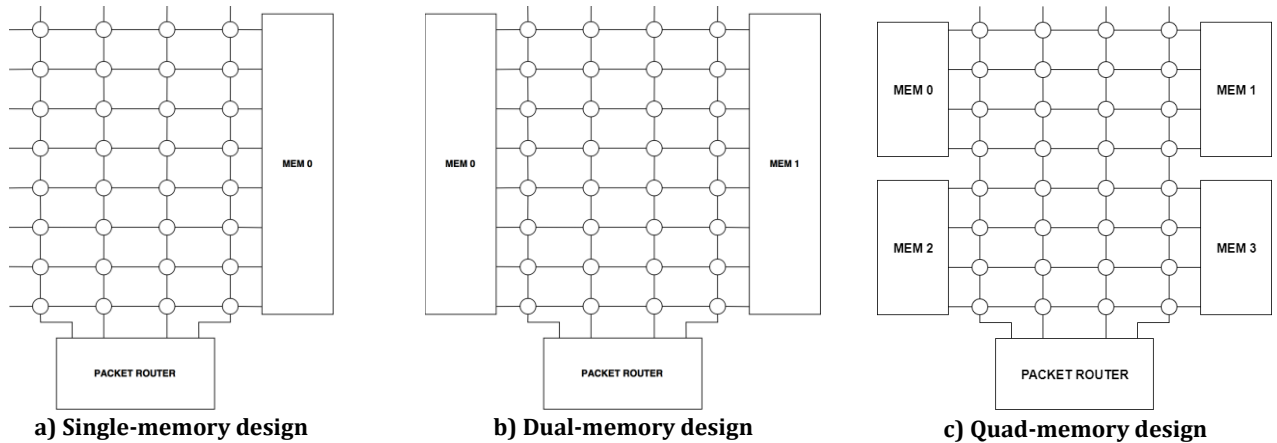 MEM 0
PACKET ROUTER
a) Single-memory design
MEM 0
MEM 1
PACKET ROUTER
b) Dual-memory design
MEM 0
MEM 1
MEM 2
MEM 3
PACKET ROUTER
c) Quad-memory design